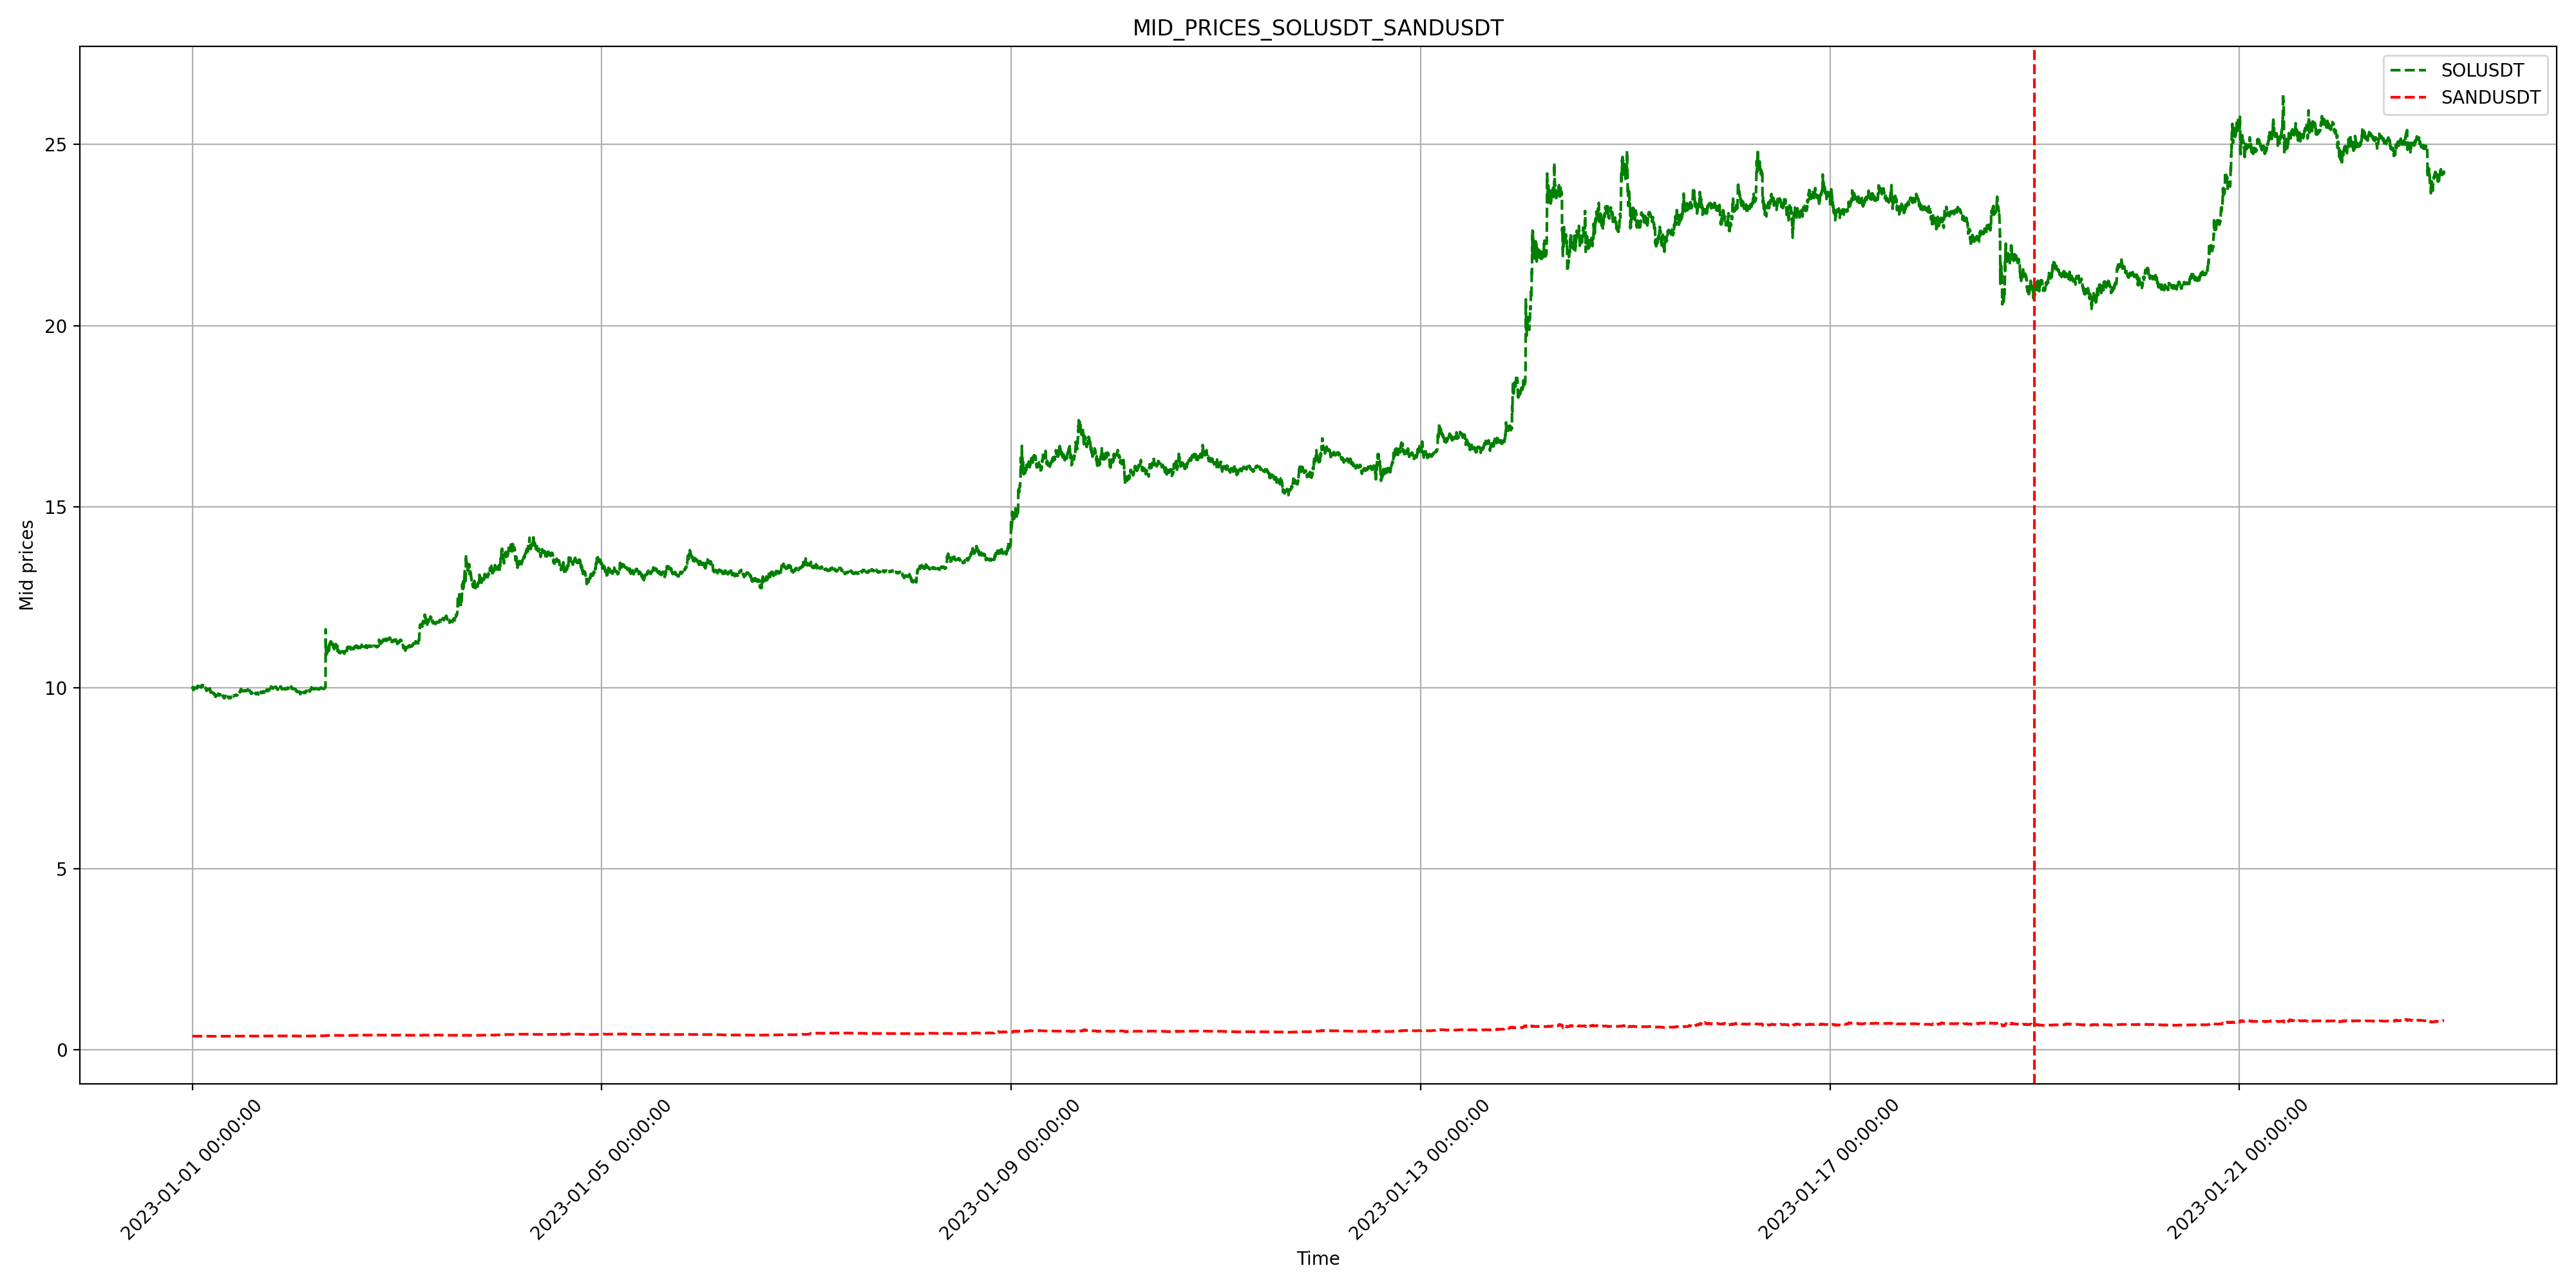 MID_PRICES_SOLUSDT_SANDUSDT
SOLUSDT
SANDUSDT
Mid prices
25
20
15
10
5
0
2023-01-01 00:00:00
2023-01-05 00:00:00
2023-01-09 00:00:00
2023-01-13 00:00:00
2023-01-17 00:00:00
2023-01-21 00:00:00
Time